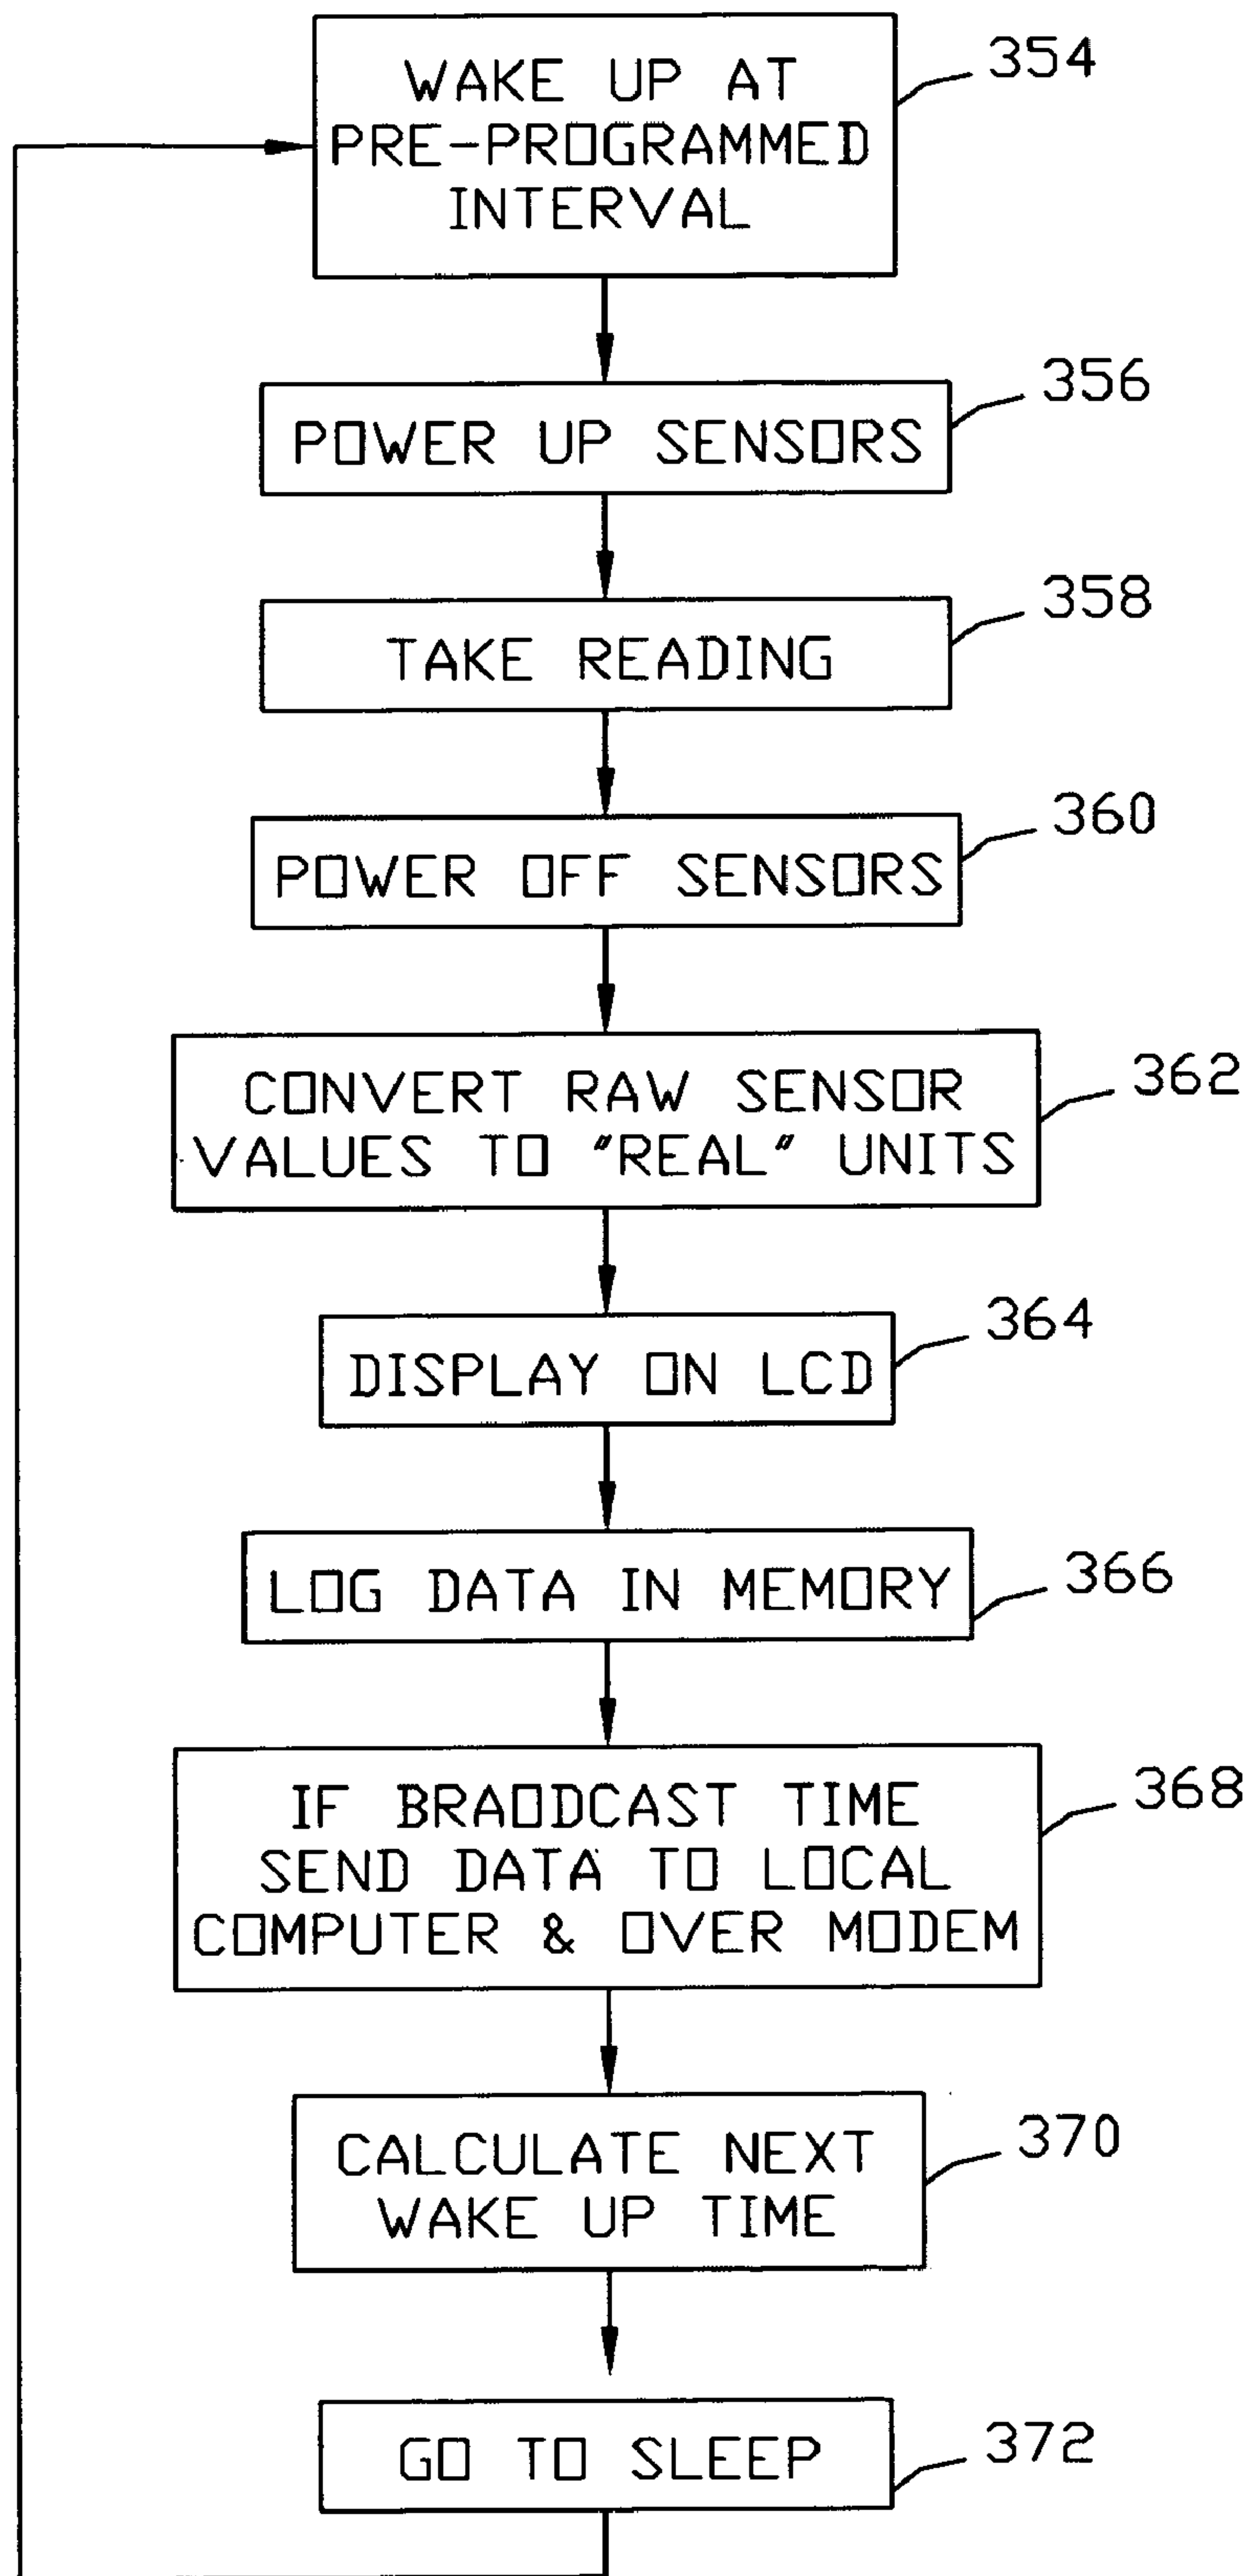 WAKE UP AT
PRE-PROGRAMMED
INTERVAL
354
POWER UP SENSORS
356
TAKE READING
358
POWER OFF SENSORS
360
CONVERT RAW SENSOR
VALUES TO "REAL" UNITS
362
DISPLAY ON LCD
364
LOG DATA IN MEMORY
366
IF BRAODCAST TIME
SEND DATA TO LOCAL
COMPUTER & OVER MODEM
368
CALCULATE NEXT
WAKE UP TIME
370
GO TO SLEEP
372